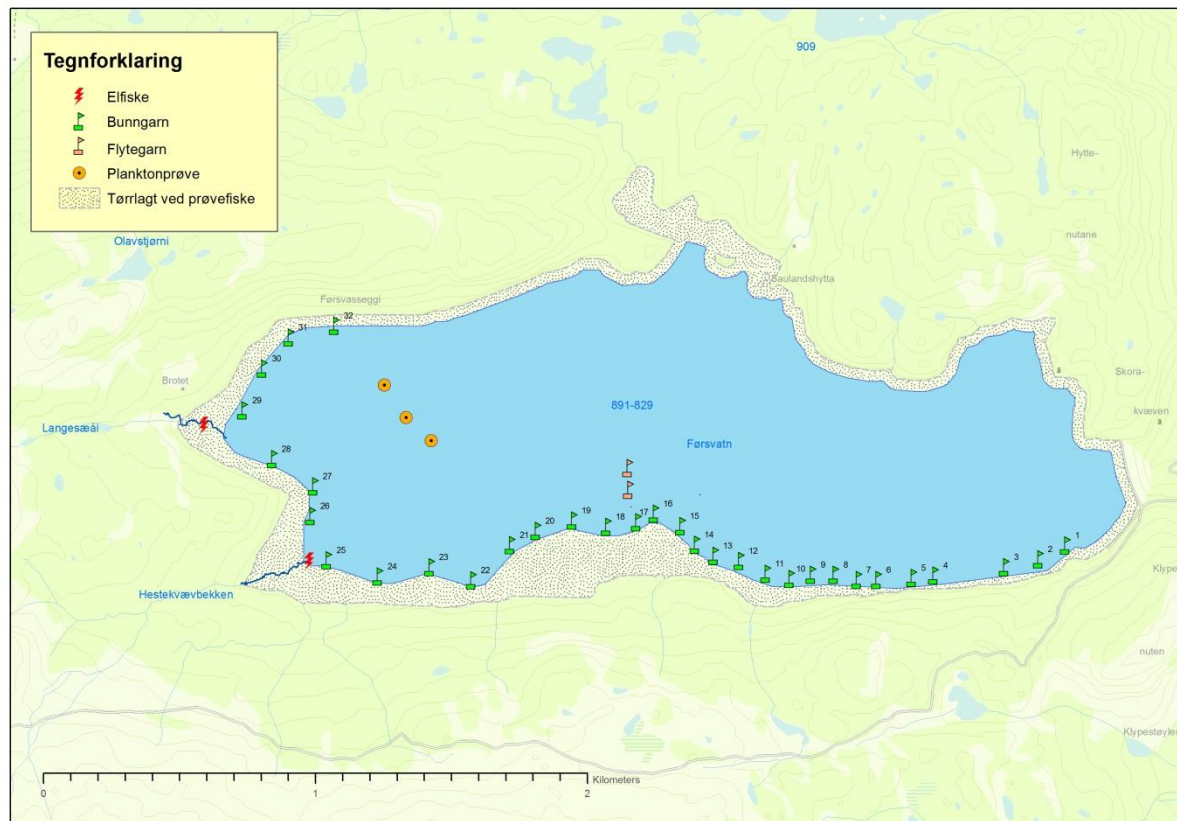 Tegnforklaring
Elfiske
Bunngarn
Flytegarn
Planktonprøve
Tørrlagt ved prøvefiske
909
Hytte-
nutane
Olavstjørni
Saulandshytta
Førsvasseggi
32
31
30
29
Brotet
Langesæåi
Skora-
kvæven
891-829
Førsvatn
28
27
26
25
24
23
22
21
20
19
18
17
16
15
14
13
12
11
10
9
8
7
6
5
4
3
2
1
Hestekvævbekken
Klype
nuten
Klypestøylen
Kilometers
0
1
2